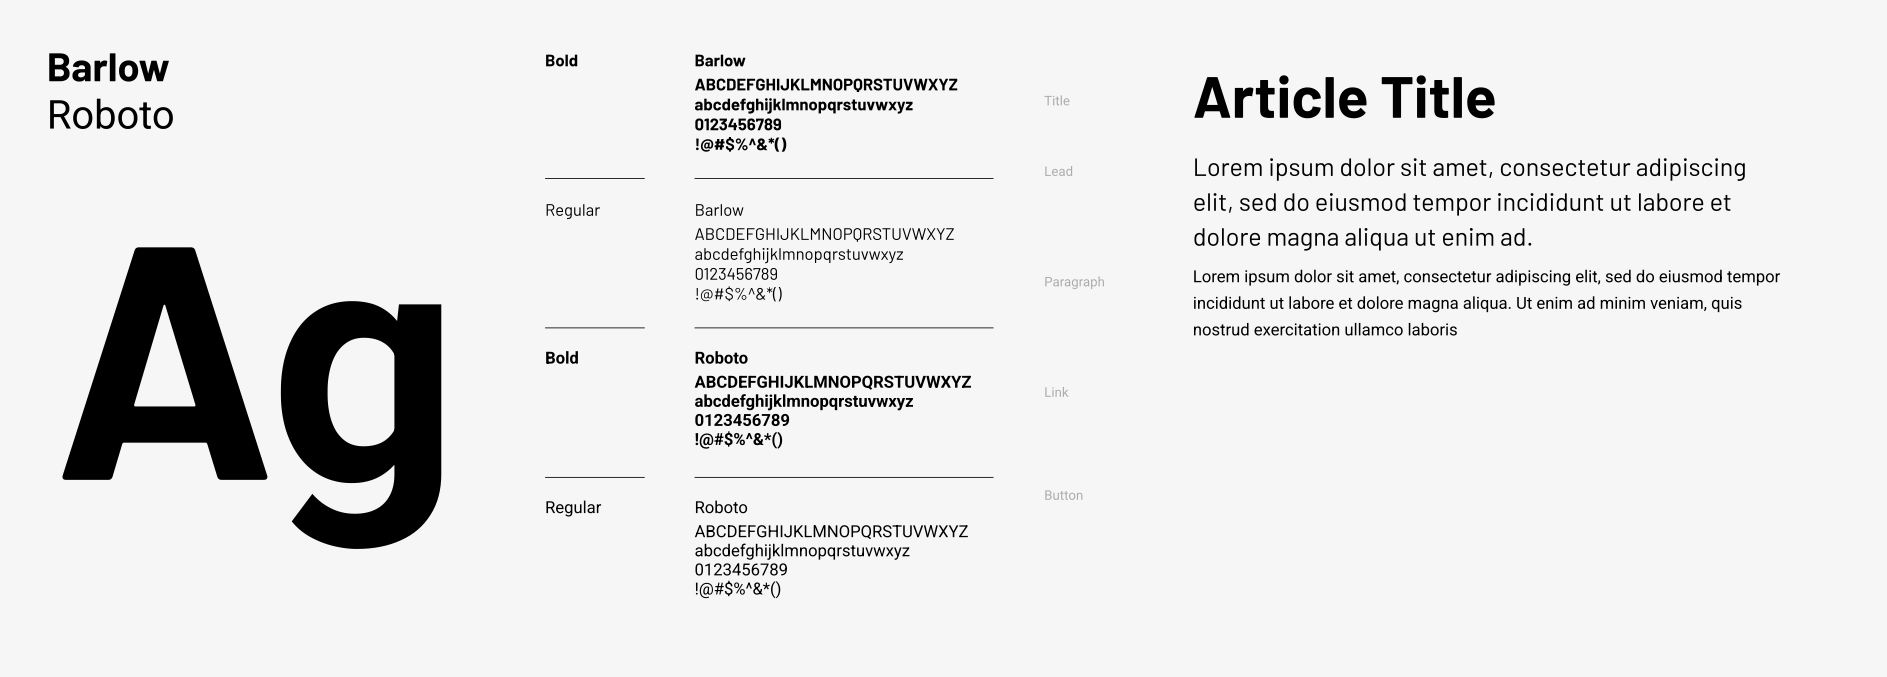 Barlow
Roboto
Ag
Bold
Barlow
ABCDEFGHIJKLMNOPQRSTUVWXYZ
abcdefghijklmnopqrstuvwxyz
0123456789
!@#$%^&*()
Regular
Barlow
ABCDEFGHIJKLMNOPQRSTUVWXYZ
abcdefghijklmnopqrstuvwxyz
0123456789
!@#$%^&*()
Bold
Roboto
ABCDEFGHIJKLMNOPQRSTUVWXYZ
abcdefghijklmnopqrstuvwxyz
0123456789
!@#$%^&*()
Regular
Roboto
ABCDEFGHIJKLMNOPQRSTUVWXYZ
abcdefghijklmnopqrstuvwxyz
0123456789
!@#$%^&*()
Title
Article Title
Lead
Lorem ipsum dolor sit amet, consectetur adipiscing
elit, sed do eiusmod tempor incididunt ut labore et
dolore magna aliqua ut enim ad.
Paragraph
Lorem ipsum dolor sit amet, consectetur adipiscing elit, sed do eiusmod tempor
incididunt ut labore et dolore magna aliqua. Ut enim ad minim veniam, quis
nostrud exercitation ullamco laboris
Link
Button